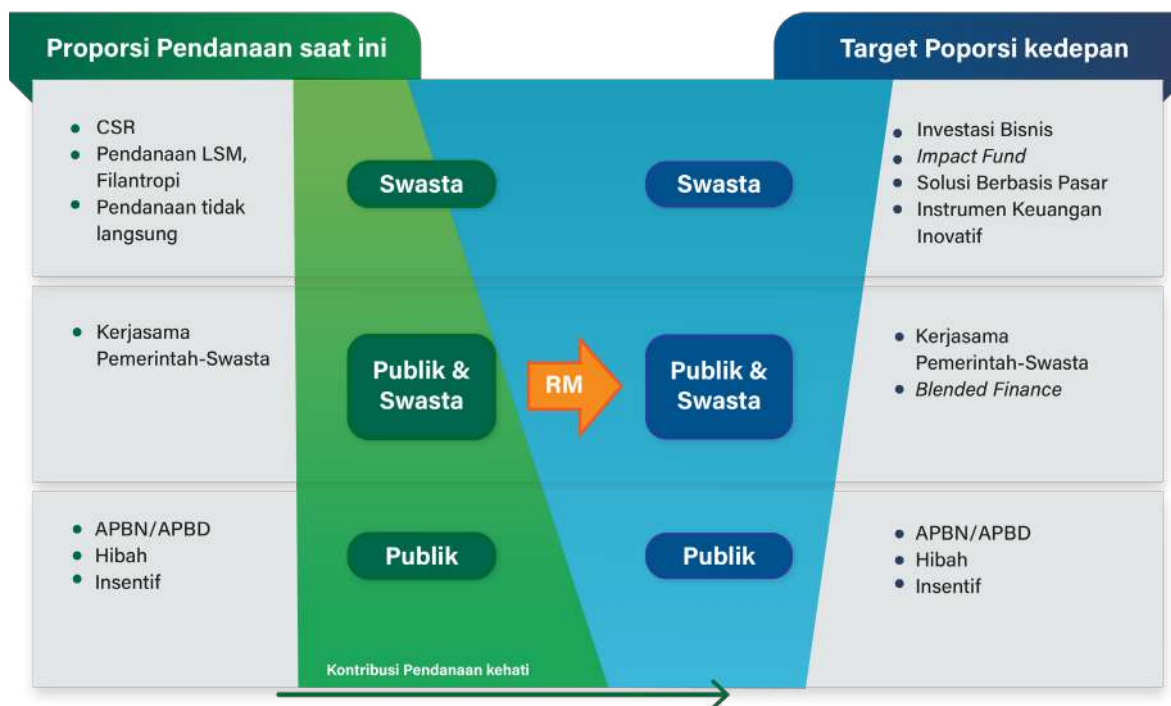 Proporsi Pendanaan saat ini
Target Poporsi kedepan
• CSR
• Pendanaan LSM,
Filantropi
• Pendanaan tidak
langsung
Swasta
Swasta
• Investasi Bisnis
• Impact Fund
• Solusi Berbasis Pasar
• Instrumen Keuangan
Inovatif
• Kerjasama
Pemerintah-Swasta
Publik &
Swasta
RM
Publik &
Swasta
• Kerjasama
Pemerintah-Swasta
• Blended Finance
• APBN/APBD
• Hibah
• Insentif
Publik
Publik
• APBN/APBD
• Hibah
• Insentif
Kontribusi Pendanaan kehati